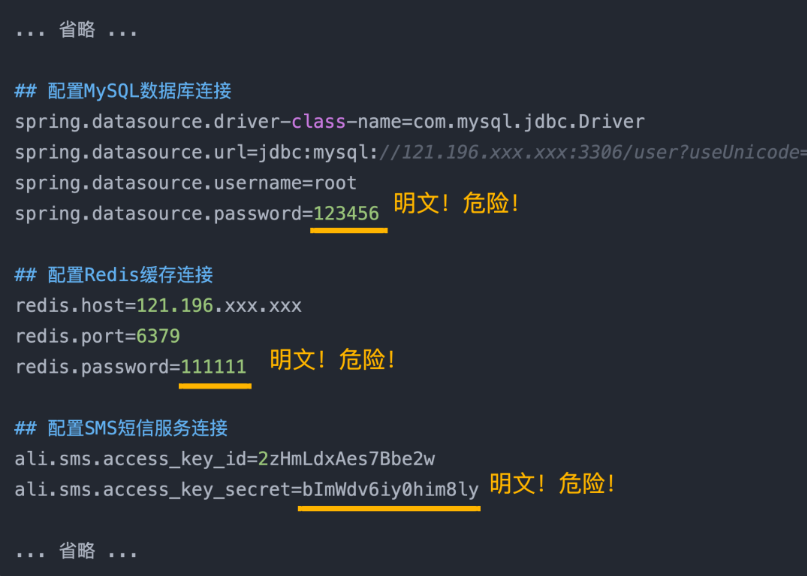 ... 省略 ...
## 配置MySQL数据库连接
spring.datasource.driver-class-name=com.mysql.jdbc.Driver
spring.datasource.url=jdbc:mysql://121.196.xxx.xxx:3306/user?useUnicode=
spring.datasource.username=root
spring.datasource.password=123456 明文！危险！
## 配置Redis缓存连接
redis.host=121.196.xxx.xxx
redis.port=6379
redis.password=111111 明文！危险！
## 配置SMS短信服务连接
ali.sms.access_key_id=2zHmLdxAes7Bbe2w
ali.sms.access_key_secret=bImWdv6iy0him8ly 明文！危险！
... 省略 ...